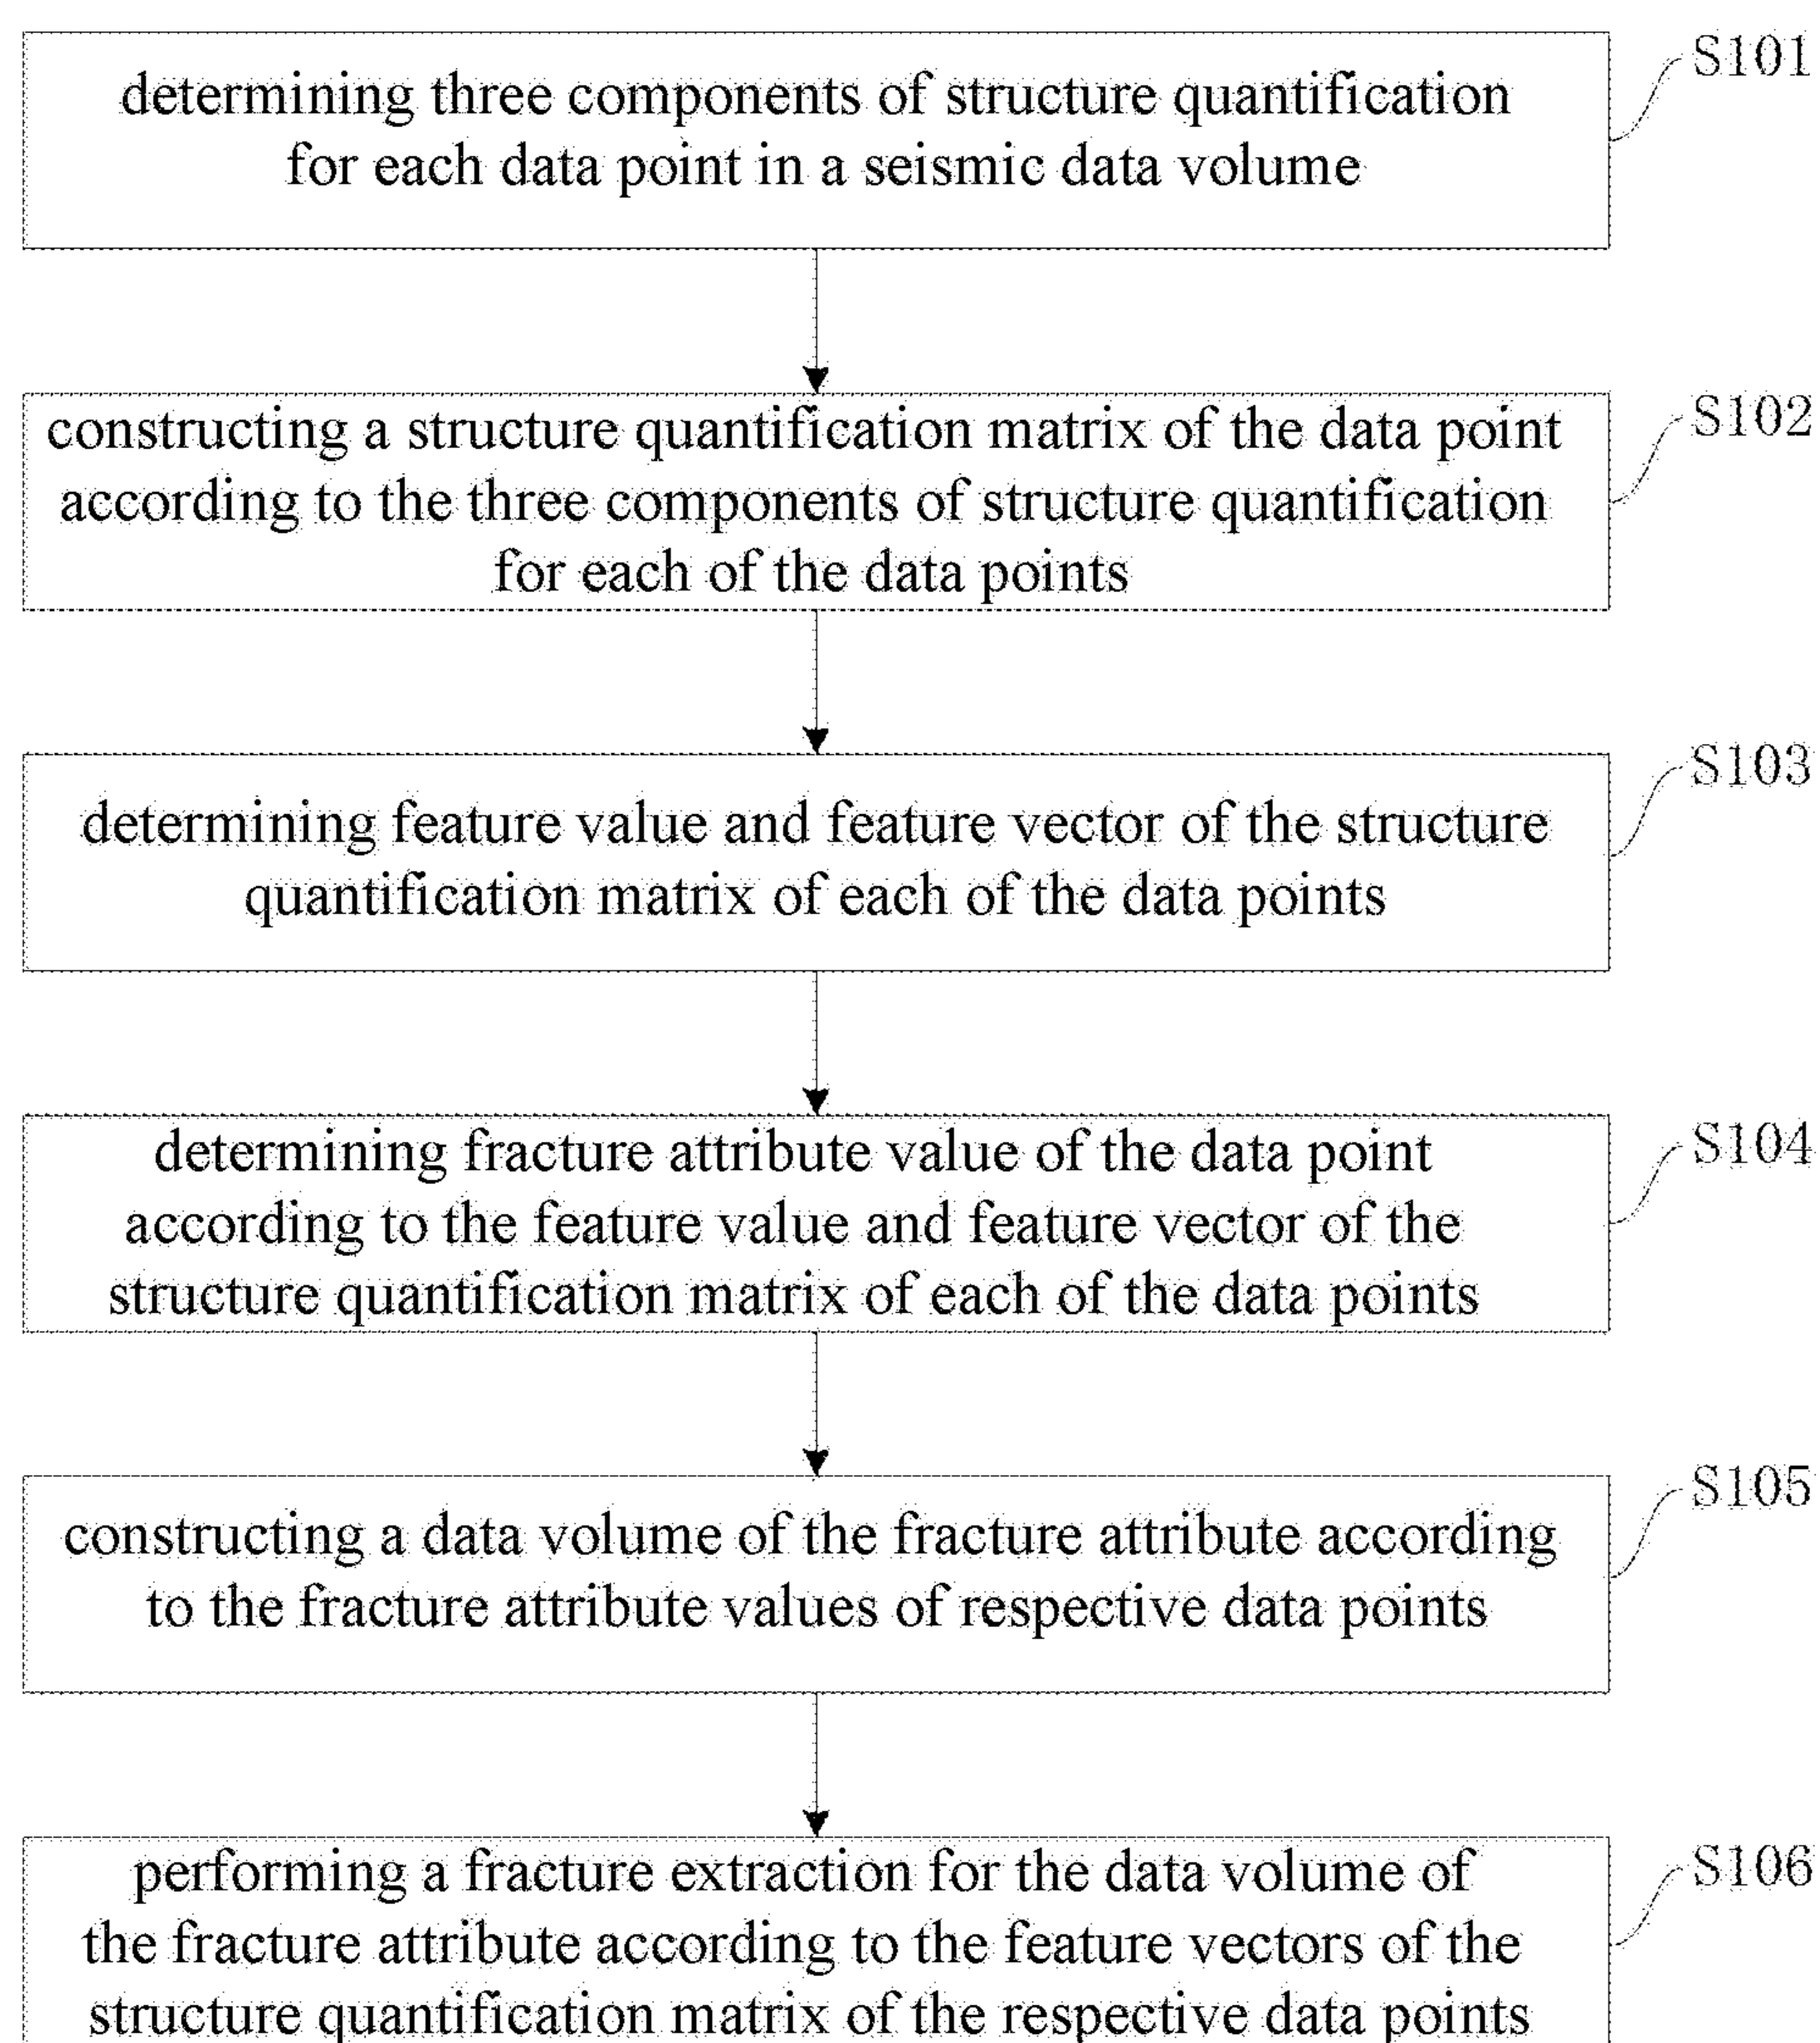 S101
determining three components of structure quantification
for each data point in a seismic data volume
S102
constructing a structure quantification matrix of the data point
according to the three components of structure quantification
for each of the data points
S103
determining feature value and feature vector of the structure
quantification matrix of each of the data points
S104
determining fracture attribute value of the data point
according to the feature value and feature vector of the
structure quantification matrix of each of the data points
S105
constructing a data volume of the fracture attribute according
to the fracture attribute values of respective data points
S106
performing a fracture extraction for the data volume of
the fracture attribute according to the feature vectors of the
structure quantification matrix of the respective data points